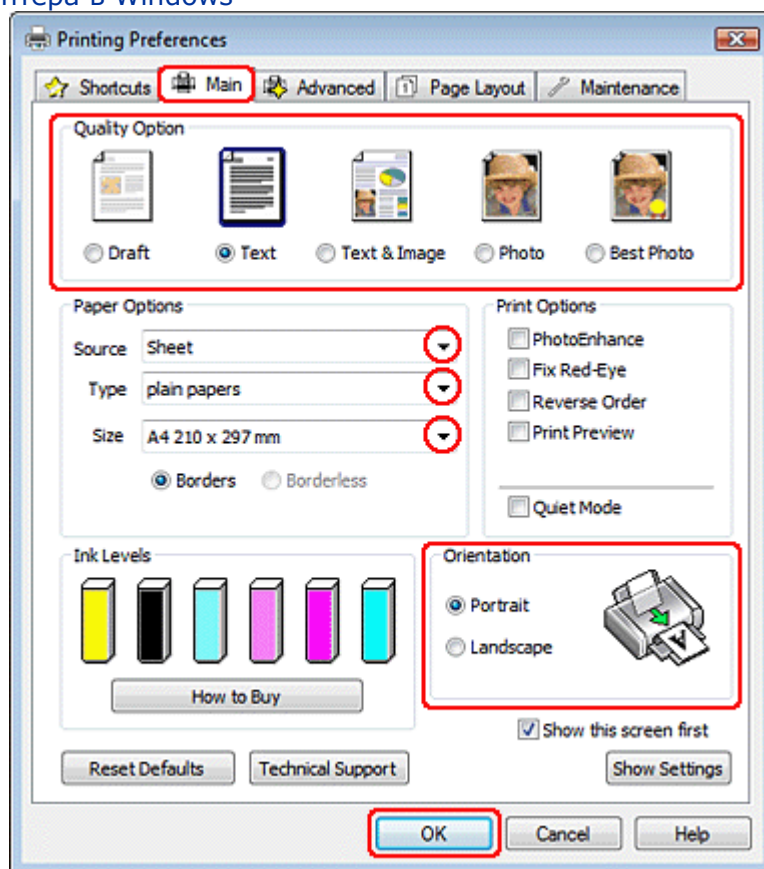 нтера в Windows
Printing Preferences
Shortcuts Main Advanced 1 Page Layout Maintenance
Quality Option
Draft Text Text & Image Photo Best Photo
Paper Options
Source Sheet
Type plain papers
Size A4 210 x 297 mm
Borders Borderless
Print Options
PhotoEnhance
Fix Red-Eye
Reverse Order
Print Preview
Quiet Mode
Ink Levels
How to Buy
Orientation
Portrait
Landscape
A
Show this screen first
Reset Defaults Technical Support Show Settings
OK Cancel Help